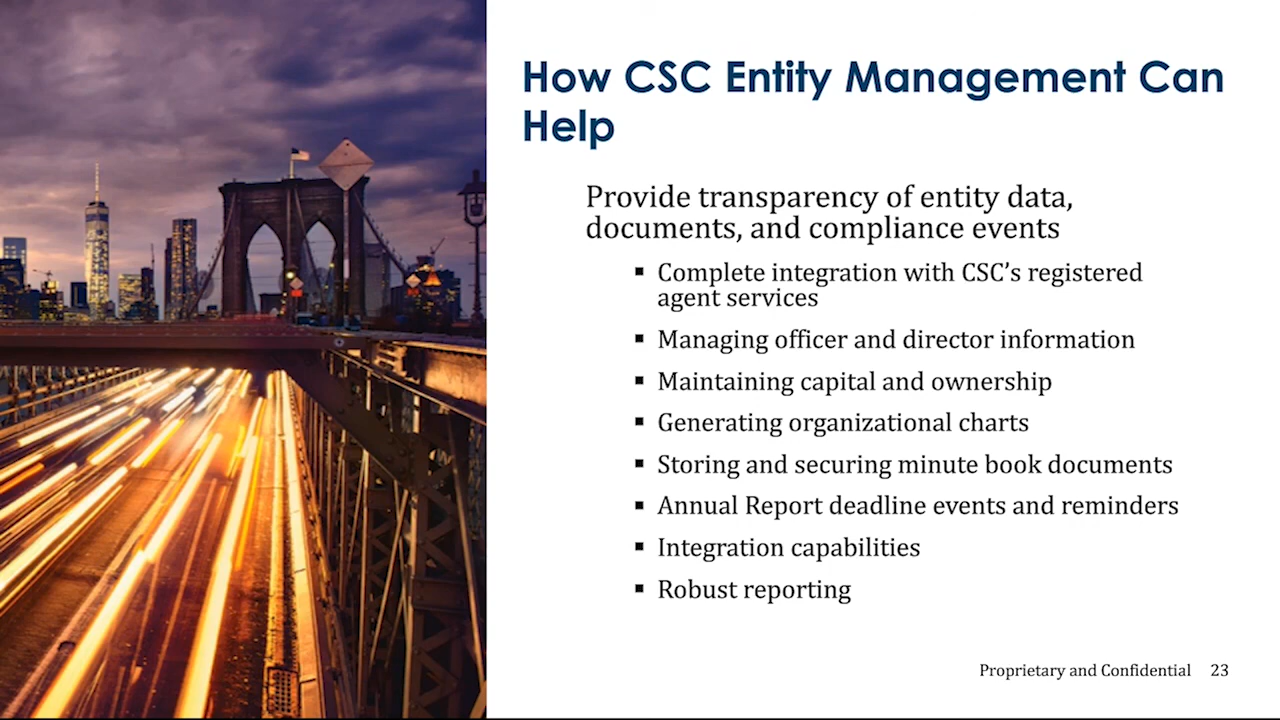 How CSC Entity Management Can
Help
Provide transparency of entity data,
documents, and compliance events
▪ Complete integration with CSC’s registered
agent services
▪ Managing officer and director information
▪ Maintaining capital and ownership
▪ Generating organizational charts
▪ Storing and securing minute book documents
▪ Annual Report deadline events and reminders
▪ Integration capabilities
▪ Robust reporting
Proprietary and Confidential 23